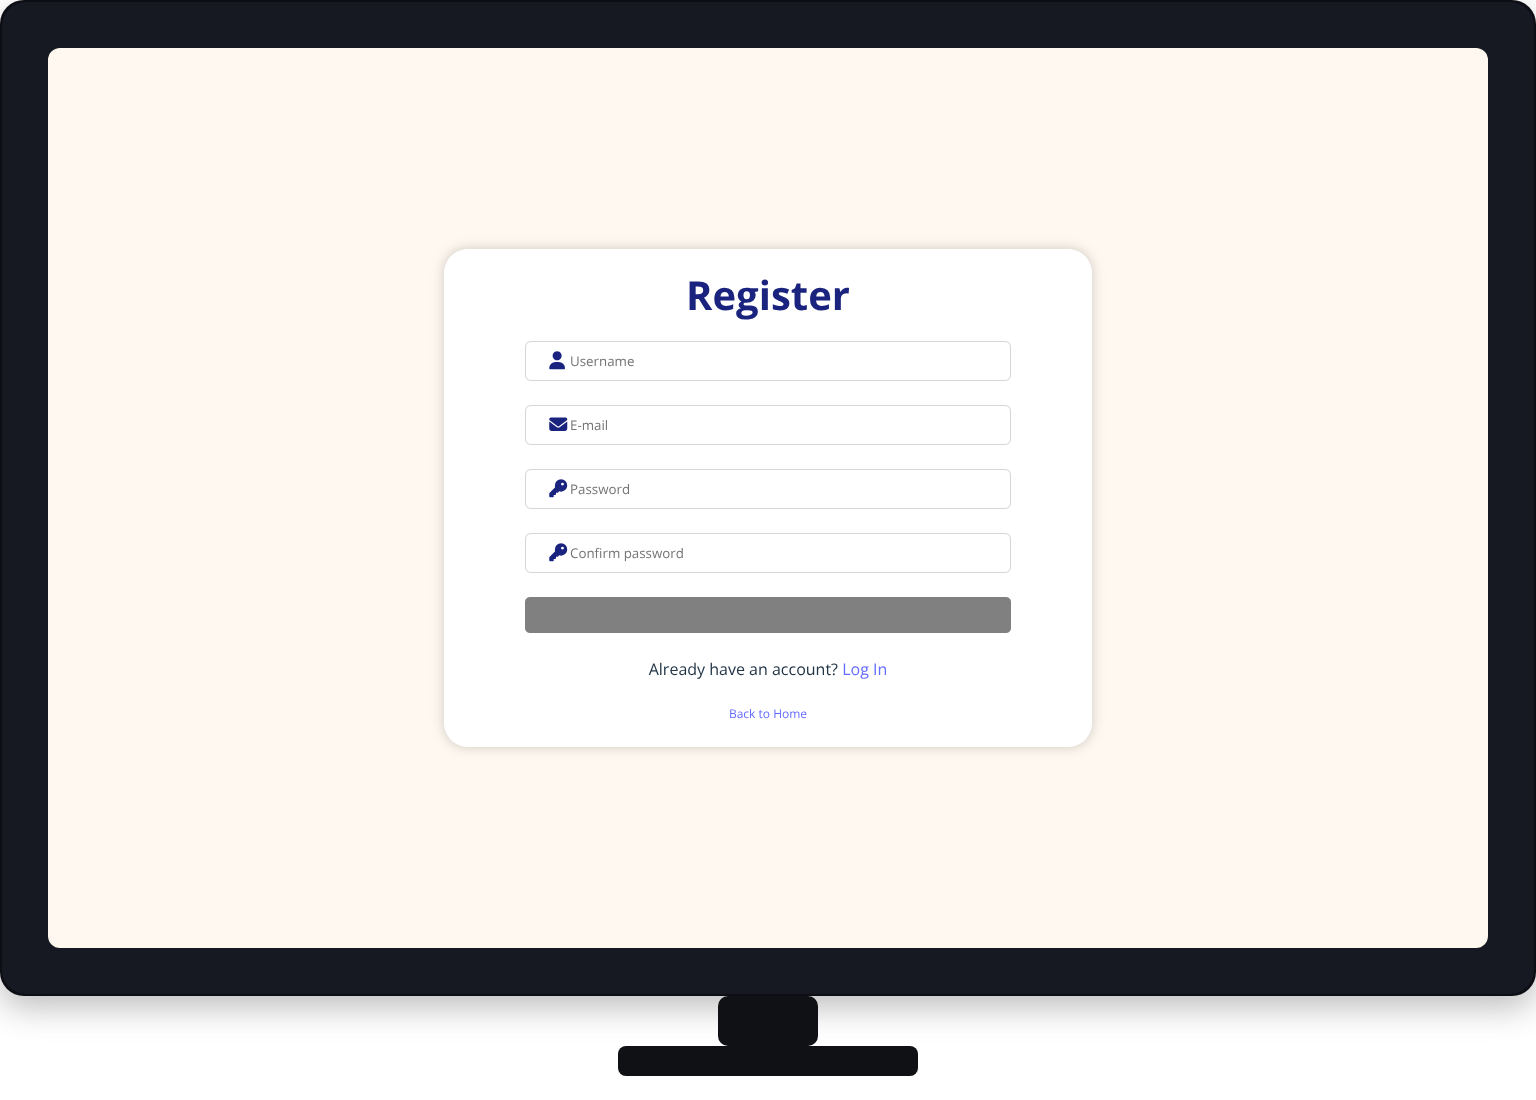 Register
Username
E-mail
Password
Confirm password
Already have an account? Log In
Back to Home